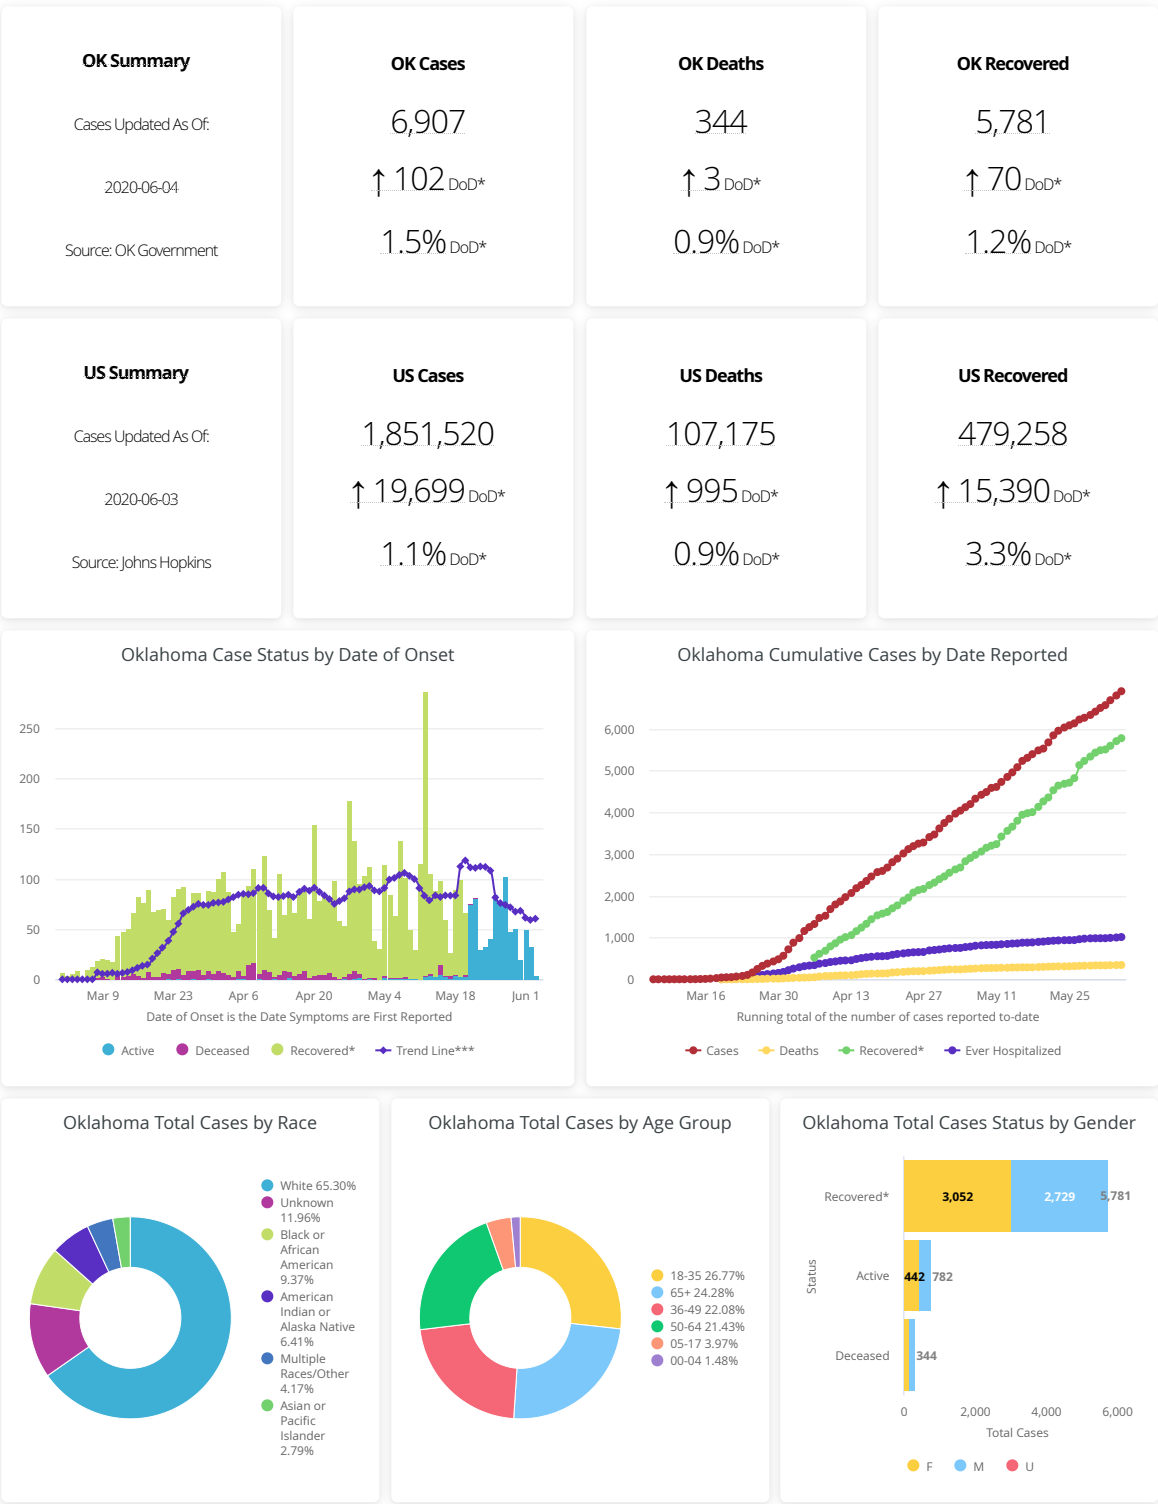 OK Summary
Cases Updated As Of:
2020-06-04
Source: OK Government
OK Cases
6,907
↑ 102 DoD*
1.5% DoD*
OK Deaths
344
↑ 3 DoD*
0.9% DoD*
OK Recovered
5,781
↑ 70 DoD*
1.2% DoD*
US Summary
Cases Updated As Of:
2020-06-03
Source: Johns Hopkins
US Cases
1,851,520
↑ 19,699 DoD*
1.1% DoD*
US Deaths
107,175
↑ 995 DoD*
0.9% DoD*
US Recovered
479,258
↑ 15,390 DoD*
3.3% DoD*
Oklahoma Case Status by Date of Onset
250
200
150
100
50
0
Mar 9 Mar 23 Apr 6 Apr 20 May 4 May 18 Jun 1
Date of Onset is the Date Symptoms are First Reported
Active Deceased Recovered* Trend Line***
Oklahoma Cumulative Cases by Date Reported
6,000
5,000
4,000
3,000
2,000
1,000
0
Mar 16 Mar 30 Apr 13 Apr 27 May 11 May 25
Running total of the number of cases reported to-date
Cases Deaths Recovered* Ever Hospitalized
Oklahoma Total Cases by Race
White 65.30%
Unknown
11.96%
Black or
African
American
9.37%
American
Indian or
Alaska Native
6.41%
Multiple
Races/Other
4.17%
Asian or
Pacific
Islander
2.79%
Oklahoma Total Cases by Age Group
18-35 26.77%
65+ 24.28%
36-49 22.08%
50-64 21.43%
05-17 3.97%
00-04 1.48%
Oklahoma Total Cases Status by Gender
Status
Recovered* 3,052 2,729 5,781
Active 442 782
Deceased 344
0 2,000 4,000 6,000
Total Cases
F M U